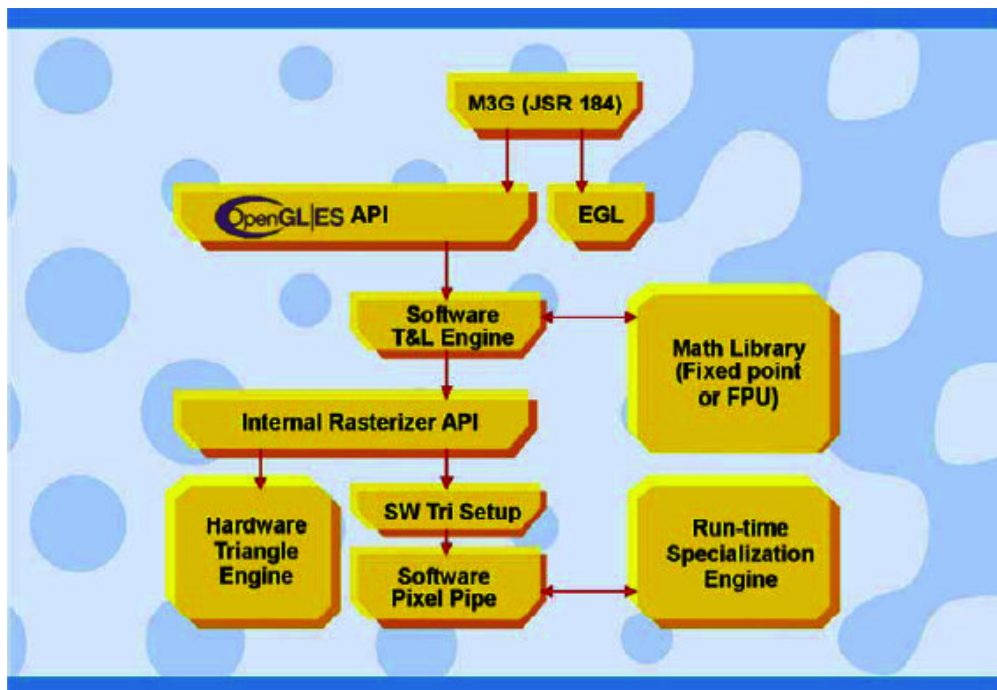 M3G (JSR 184)
OpenGL|ES API
EGL
Software
T&L Engine
Math Library
(Fixed point
or FPU)
Internal Rasterizer API
Hardware
Triangle
Engine
SW Tri Setup
Software
Pixel Pipe
Run-time
Specialization
Engine